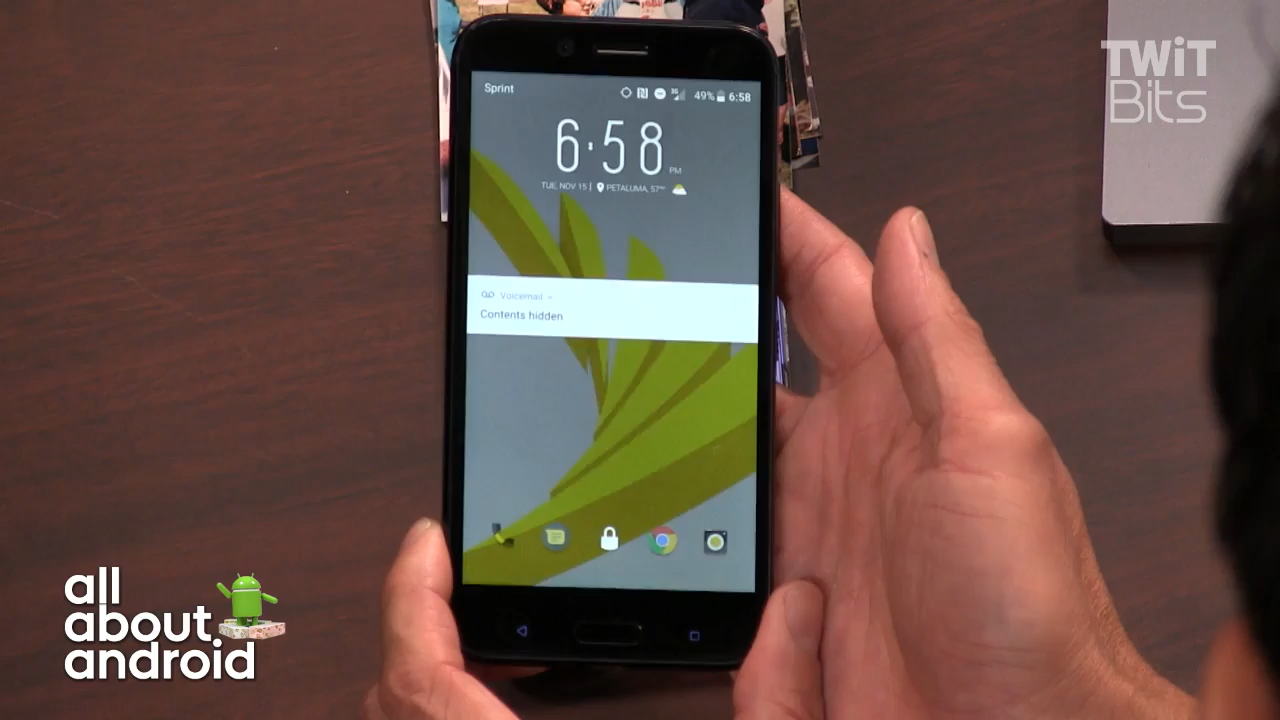 TWiT
Bits
Sprint
3G 49% 6:58
6:58 PM
TUE, NOV 15 | PETALUMA, 57°
Voicemail
Contents hidden
all
about
android